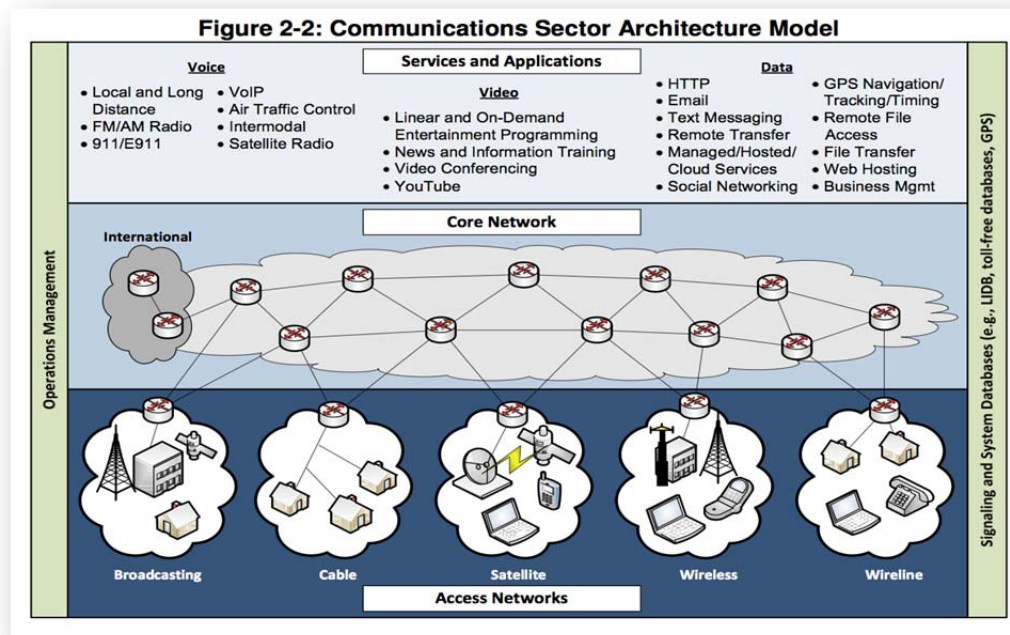 Figure 2-2: Communications Sector Architecture Model
Operations Management
Services and Applications
Voice
• Local and Long
Distance
• FM/AM Radio
• 911/E911
• VoIP
• Air Traffic Control
• Intermodal
• Satellite Radio
Video
• Linear and On-Demand
Entertainment Programming
• News and Information Training
• Video Conferencing
• YouTube
Data
• HTTP
• Email
• Text Messaging
• Remote Transfer
• Managed/Hosted/
Cloud Services
• Social Networking
• GPS Navigation/
Tracking/Timing
• Remote File
Access
• File Transfer
• Web Hosting
• Business Mgmt
Core Network
International
Broadcasting
Cable
Satellite
Wireless
Wireline
Access Networks
Signaling and System Databases (e.g., LIDB, toll-free databases, GPS)